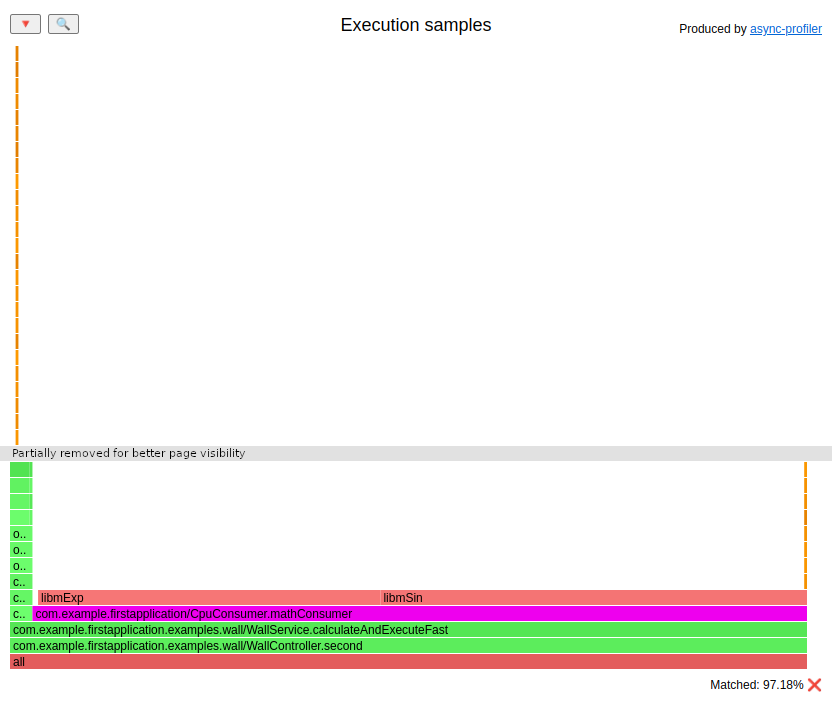 Execution samples
Produced by async-profiler
Partially removed for better page visibility
o..
o..
o..
c..
c.. libmExp libmSin
c.. com.example.firstapplication/CpuConsumer.mathConsumer
com.example.firstapplication.examples.wall/WallService.calculateAndExecuteFast
com.example.firstapplication.examples.wall/WallController.second
all
Matched: 97.18%